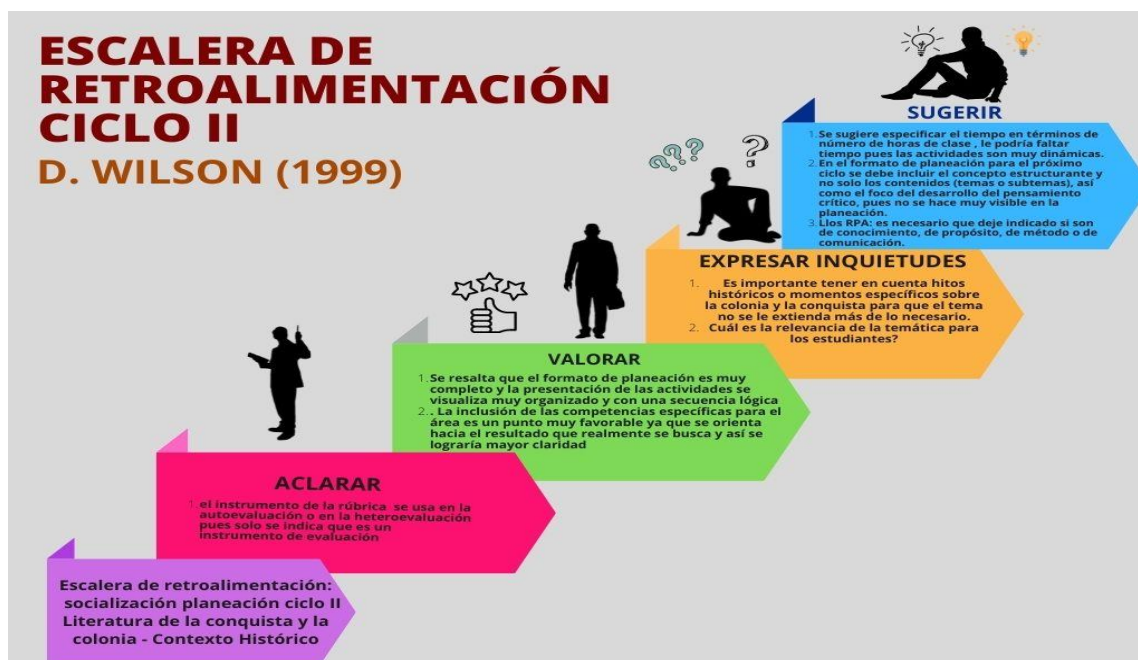 ESCALERA DE
RETROALIMENTACIÓN
CICLO II
D. WILSON (1999)
SUGERIR
1. Se sugiere especificar el tiempo en términos de
número de horas de clase , le podría faltar
tiempo pues las actividades son muy dinámicas.
2. En el formato de planeación para el próximo
ciclo se debe incluir el concepto estructurante y
no solo los contenidos (temas o subtemas), así
como el foco del desarrollo del pensamiento
crítico, pues no se hace muy visible en la
planeación.
3. Llos RPA: es necesario que deje indicado si son
de conocimiento, de propósito, de método o de
comunicación.
EXPRESAR INQUIETUDES
1. Es importante tener en cuenta hitos
históricos o momentos específicos sobre
la colonia y la conquista para que el tema
no se le extienda más de lo necesario.
2. Cuál es la relevancia de la temática para
los estudiantes?
VALORAR
1. Se resalta que el formato de planeación es muy
completo y la presentación de las actividades se
visualiza muy organizado y con una secuencia lógica
2. . La inclusión de las competencias específicas para el
área es un punto muy favorable ya que se orienta
hacia el resultado que realmente se busca y así se
lograría mayor claridad
ACLARAR
1. el instrumento de la rúbrica se usa en la
autoevaluación o en la heteroevaluación
pues solo se indica que es un
instrumento de evaluación
Escalera de retroalimentación:
socialización planeación ciclo II
Literatura de la conquista y la
colonia - Contexto Histórico